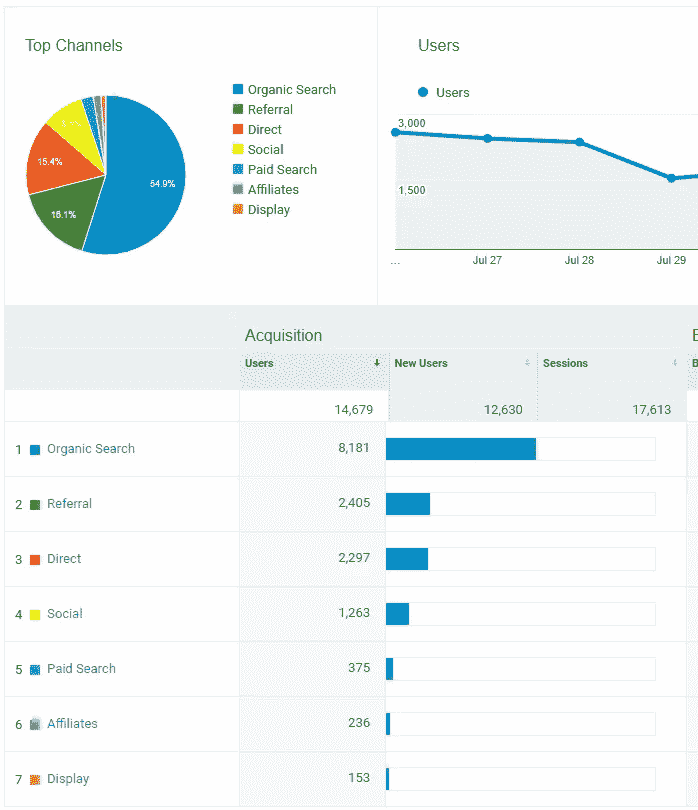 Top Channels
Organic Search
Referral
Direct
Social
Paid Search
Affiliates
Display
54.9%
15.4%
Users
Users
3,000
1,500
...
Jul 27
Jul 28
Jul 29
Acquisition
Users New Users Sessions
14,679 12,630 17,613
1 Organic Search 8,181
2 Referral 2,405
3 Direct 2,297
4 Social 1,263
5 Paid Search 375
6 Affiliates 236
7 Display 153